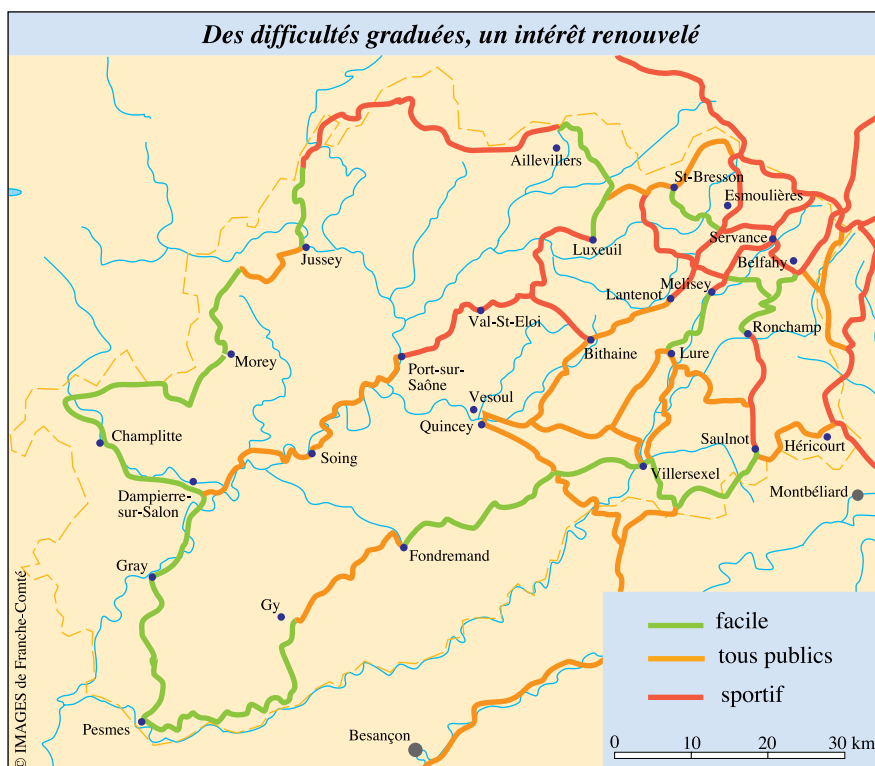 Des difficultés graduées, un intérêt renouvelé
Aillevillers
St-Bresson
Esmoulières
Servance
Luxeuil
Jussey
Belfahy
Melisey
Lantenot
Val-St-Eloi
Ronchamp
Morey
Port-sur-
Saône
Bithaine
Lure
Vesoul
Quincey
Champlitte
Soing
Saulnot
Héricourt
Villersexel
Dampierre-
sur-Salon
Montbéliard
Fondremand
Gray
Gy
Pesmes
Besançon
facile
tous publics
sportif
0 10 20 30 km
© IMAGES de Franche-Comté